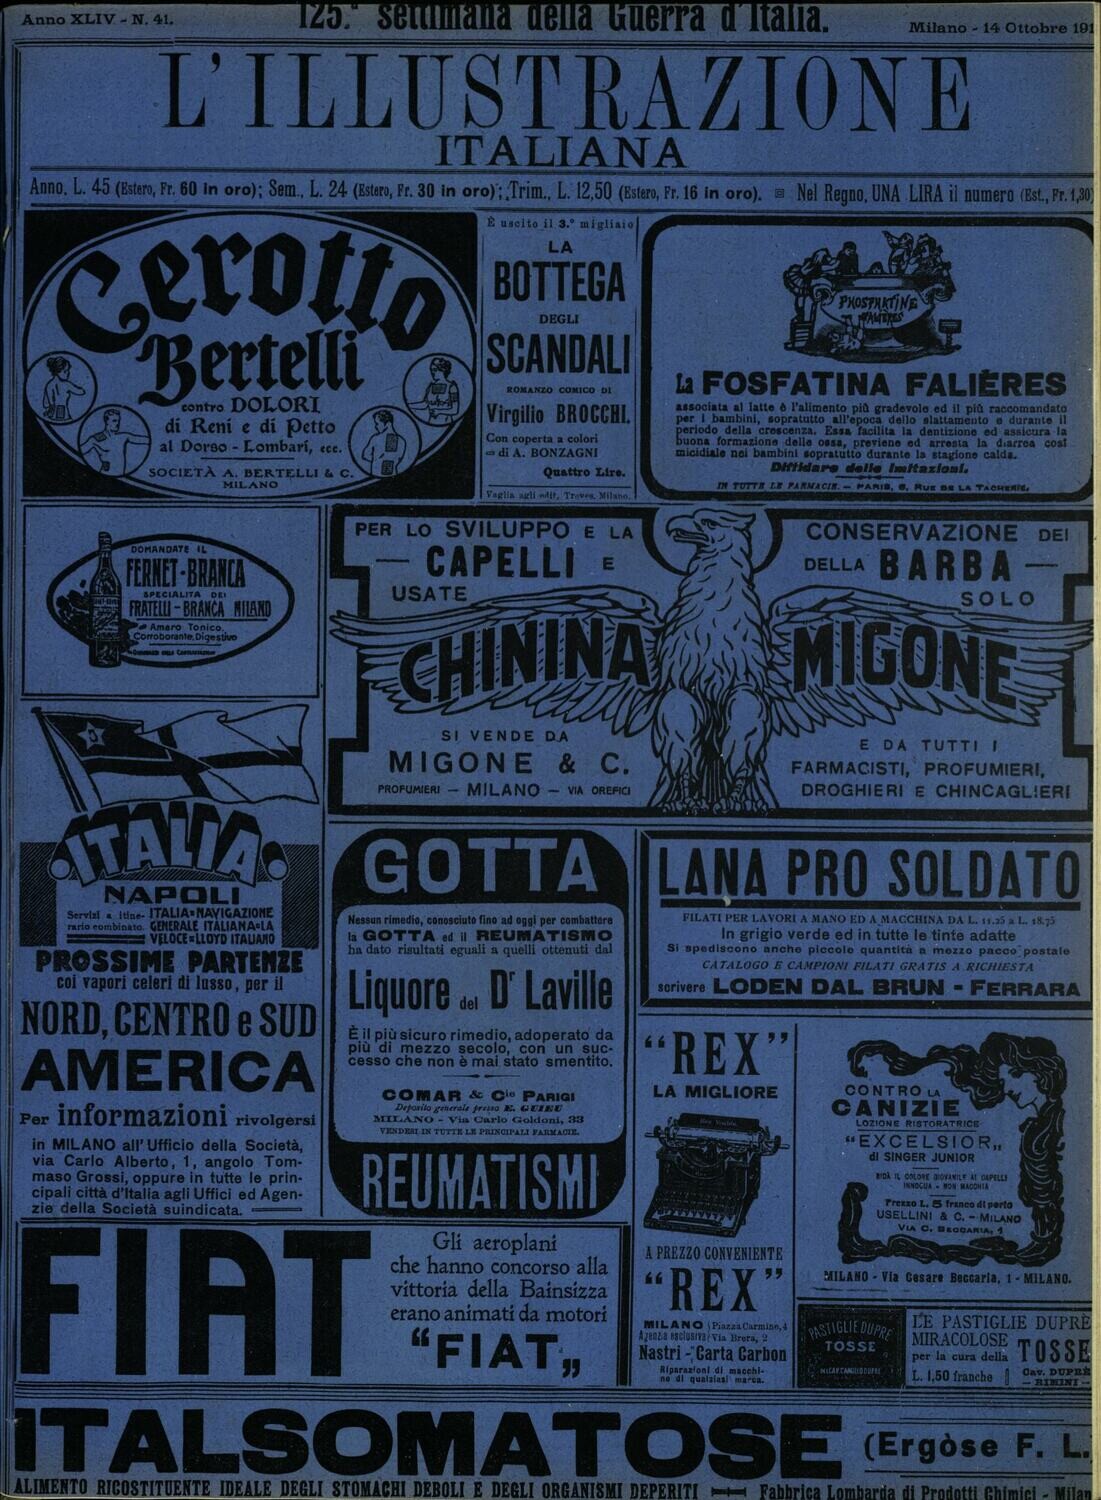 Anno XLIV - N. 41.
125.ª settimana della Guerra d'Italia.
Milano - 14 Ottobre 191
L'ILLUSTRAZIONE
ITALIANA
Anno, L. 45 (Estero, Fr. 60 in oro); Sem., L. 24 (Estero, Fr. 30 in oro); Trim., L. 12,50 (Estero, Fr. 16 in oro). Nel Regno, UNA LIRA il numero (Est., Fr. 1,30)
Cerotto
Bertelli
contro DOLORI
di Reni e di Petto
al Dorso - Lombari, ecc.
SOCIETÀ A. BERTELLI & C.
MILANO
È uscito il 3.º migliaio
LA
BOTTEGA
DEGLI
SCANDALI
ROMANZO COMICO DI
Virgilio BROCCHI.
Con coperta a colori
di A. BONZAGNI
Quattro Lire.
Vaglia agli edit. Treves, Milano.
PHOSPHATINE
FALIÈRES
La FOSFATINA FALIÈRES
associata al latte è l'alimento più gradevole ed il più raccomandato
per i bambini, sopratutto all'epoca dello slattamento e durante il
periodo della crescenza. Essa facilita la dentizione ed assicura la
buona formazione delle ossa, previene ed arresta la diarrea così
micidiale nei bambini sopratutto durante la stagione calda.
Diffidare delle imitazioni.
IN TUTTE LE FARMACIE. — PARIS, 6, RUE DE LA TACHERIE.
DOMANDATE IL
FERNET-BRANCA
SPECIALITÀ DEI
FRATELLI-BRANCA MILANO
Amaro Tonico,
Corroborante, Digestivo
PER LO SVILUPPO E LA
CAPELLI E
USATE
CONSERVAZIONE DEI
DELLA BARBA
SOLO
CHININA MIGONE
SI VENDE DA
MIGONE & C.
PROFUMIERI — MILANO — VIA OREFICI
E DA TUTTI I
FARMACISTI, PROFUMIERI,
DROGHIERI E CHINCAGLIERI
ITALIA
NAPOLI
Servizi a itine-
rario combinato.
ITALIA=NAVIGAZIONE
GENERALE ITALIANA=LA
VELOCE=LLOYD ITALIANO
PROSSIME PARTENZE
coi vapori celeri di lusso, per il
NORD, CENTRO e SUD
AMERICA
Per informazioni rivolgersi
in MILANO all'Ufficio della Società,
via Carlo Alberto, 1, angolo Tom-
maso Grossi, oppure in tutte le prin-
cipali città d'Italia agli Uffici ed Agen-
zie della Società suindicata.
GOTTA
Nessun rimedio, conosciuto fino ad oggi per combattere
la GOTTA ed il REUMATISMO
ha dato risultati eguali a quelli ottenuti dal
Liquore del Dr Laville
È il più sicuro rimedio, adoperato da
più di mezzo secolo, con un suc-
cesso che non è mai stato smentito.
COMAR & Cie PARIGI
Deposito generale presso E. GUIEU
MILANO - Via Carlo Goldoni, 33
VENDESI IN TUTTE LE PRINCIPALI FARMACIE.
REUMATISMI
LANA PRO SOLDATO
FILATI PER LAVORI A MANO ED A MACCHINA DA L. 11.25 a L. 18.75
In grigio verde ed in tutte le tinte adatte
Si spediscono anche piccole quantità a mezzo pacco postale
CATALOGO E CAMPIONI FILATI GRATIS A RICHIESTA
scrivere LODEN DAL BRUN - FERRARA
"REX"
LA MIGLIORE
A PREZZO CONVENIENTE
"REX"
MILANO Piazza Carmine, 4
Agenzia esclusiva Via Brera, 2
Nastri - Carta Carbon
Riparazioni di macchi-
ne di qualsiasi marca.
CONTRO LA
CANIZIE
LOZIONE RISTORATRICE
"EXCELSIOR„
di SINGER JUNIOR
RIDÀ IL COLORE GIOVANILE AI CAPELLI
INNOCUA - NON MACCHIA
Prezzo L. 5 franco di porto
USELLINI & C. - MILANO
VIA C. BECCARIA, 1
MILANO - Via Cesare Beccaria, 1 - MILANO.
FIAT
Gli aeroplani
che hanno concorso alla
vittoria della Bainsizza
erano animati da motori
"FIAT„
PASTIGLIE DUPRÈ
TOSSE
LE PASTIGLIE DUPRÈ
MIRACOLOSE
per la cura della TOSSE
L. 1,50 franche
Cav. DUPRÈ
- RIMINI -
ITALSOMATOSE (Ergòse F. L.
ALIMENTO RICOSTITUENTE IDEALE DEGLI STOMACHI DEBOLI E DEGLI ORGANISMI DEPERITI — Fabbrica Lombarda di Prodotti Chimici - Milan